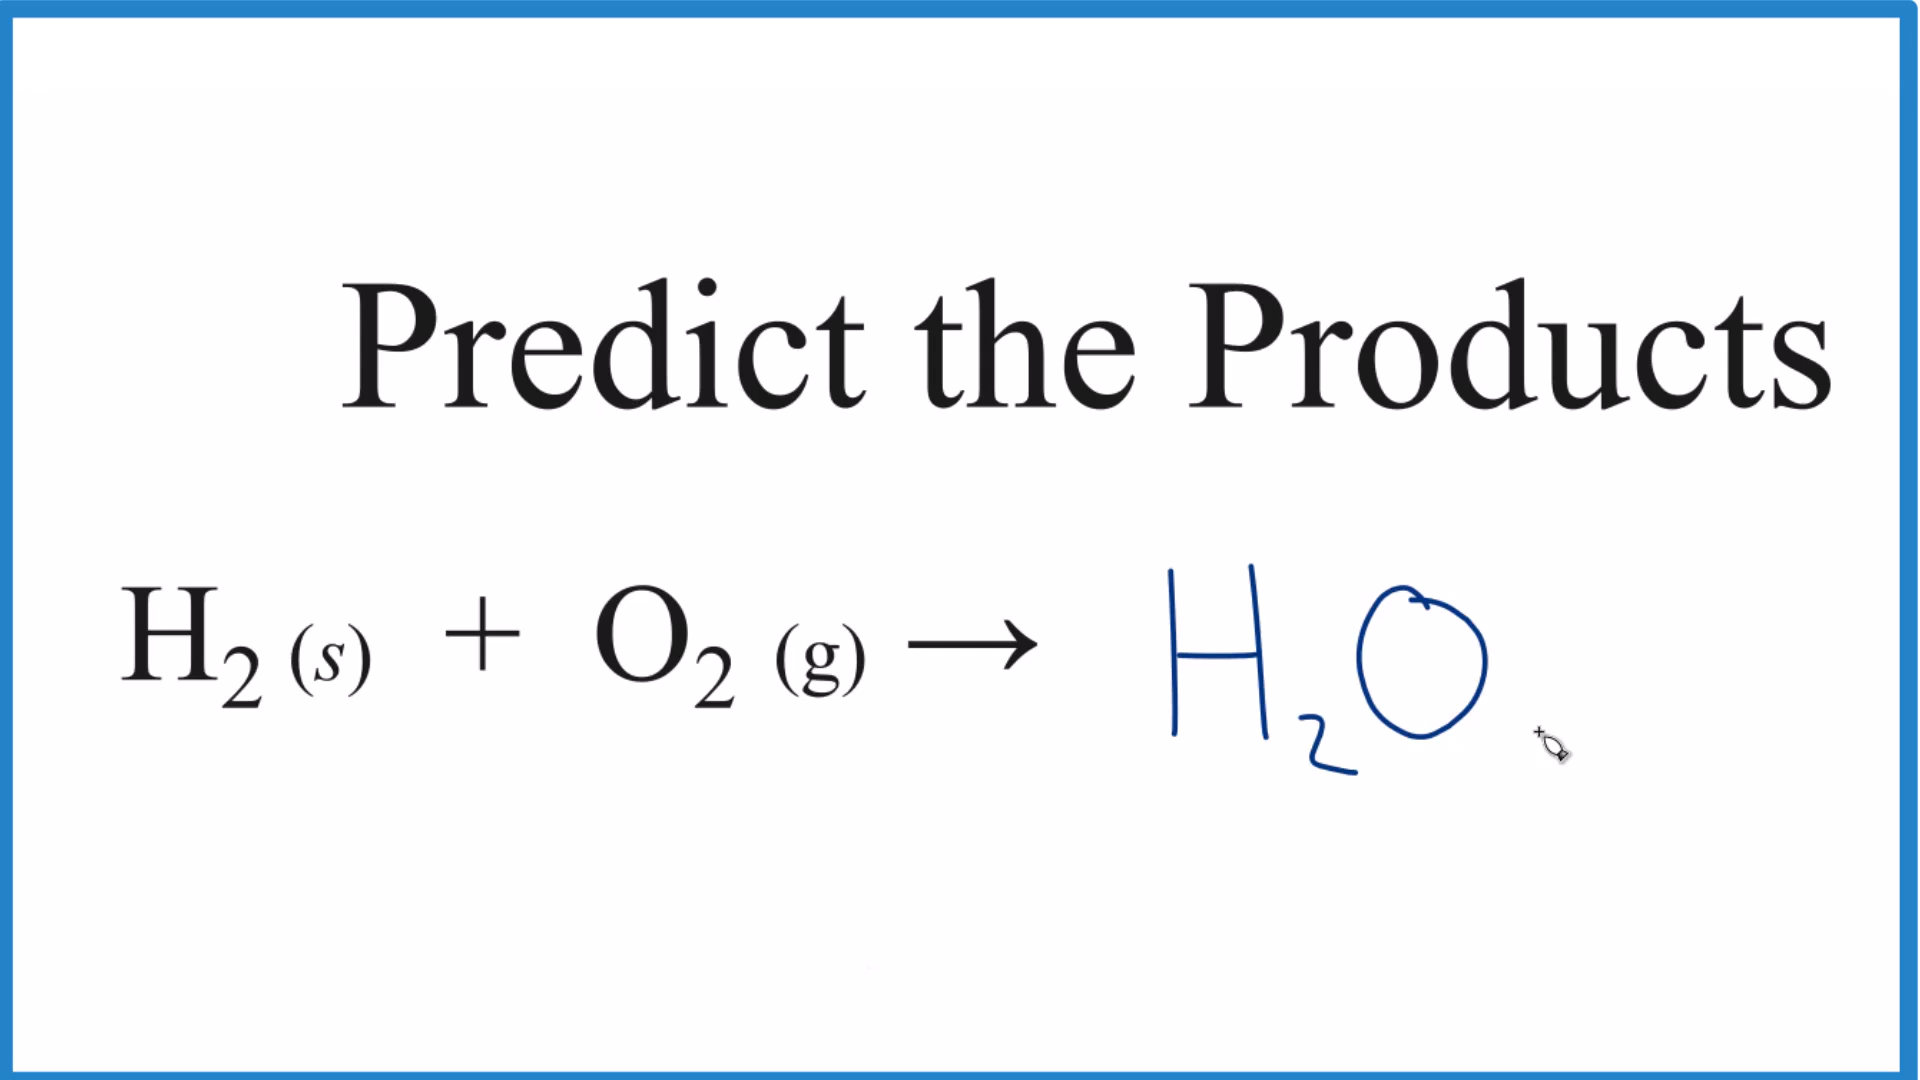 Predict the Products
H₂ (s) + O₂ (g) → H₂O